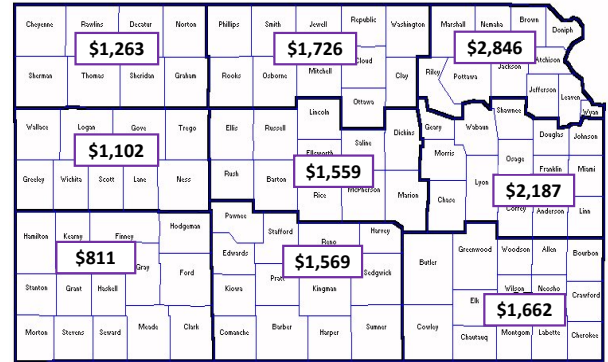 Cheyenne Rawlins Decatur Norton Phillips Smith Jewell Republic Washington Marshall Nemaha Brown Doniph
$1,263 $1,726 $2,846
Cloud Atchison
Sherman Thomas Sheridan Graham Rooks Osborne Mitchell Clay Riley Pottawa Jackson
Ottawa Jefferson Leaven
Wyan
Lincoln Shawnee
Wallace Logan Gove Trego Ellis Russell Saline Dickins Geary Wabaun Douglas Johnson
$1,102 Ellsworth Morris Osage Franklin Miami
$1,559 $2,187
Greeley Wichita Scott Lane Ness Rush Barton Rice McPherson Marion Chase Lyon Coffey Anderson Linn
Hamilton Kearny Finney Hodgeman Pawnee Stafford Reno Harvey
$811 Gray Ford Edwards $1,569 Sedgwick Butler Greenwood Woodson Allen Bourbon
Stanton Grant Haskell Kiowa Pratt Kingman Elk Wilson Neosho Crawford
$1,662
Morton Stevens Seward Meade Clark Comanche Barber Harper Sumner Cowley Chautauq Montgom Labette Cherokee